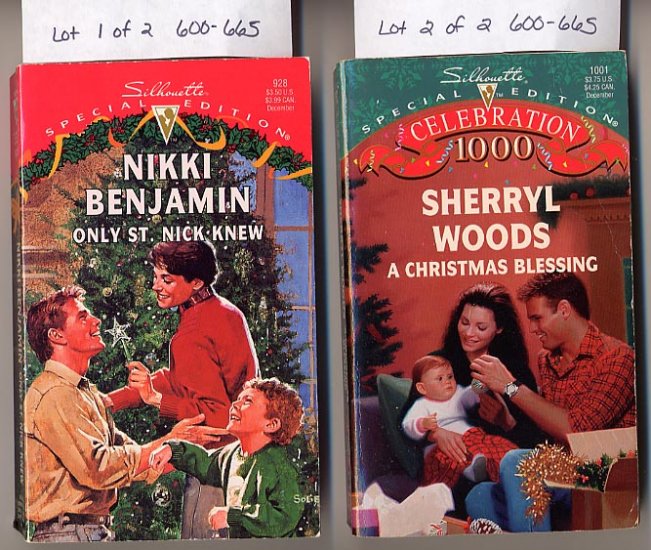 Lot 1 of 2 600-665
Silhouette
SPECIAL EDITION®
928
$3.50 U.S.
$3.99 CAN.
December
NIKKI
BENJAMIN
ONLY ST. NICK KNEW
Lot 2 of 2 600-665
Silhouette™
SPECIAL EDITION®
1001
$3.75 U.S.
$4.25 CAN.
December
CELEBRATION
1000
SHERRYL
WOODS
A CHRISTMAS BLESSING